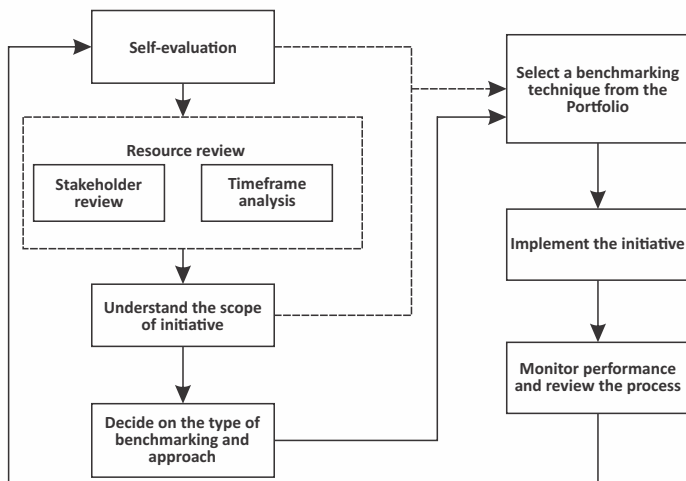 Self-evaluation
Resource review
Stakeholder
review
Timeframe
analysis
Understand the scope
of initiative
Decide on the type of
benchmarking and
approach
Select a benchmarking
technique from the
Portfolio
Implement the initiative
Monitor performance
and review the process